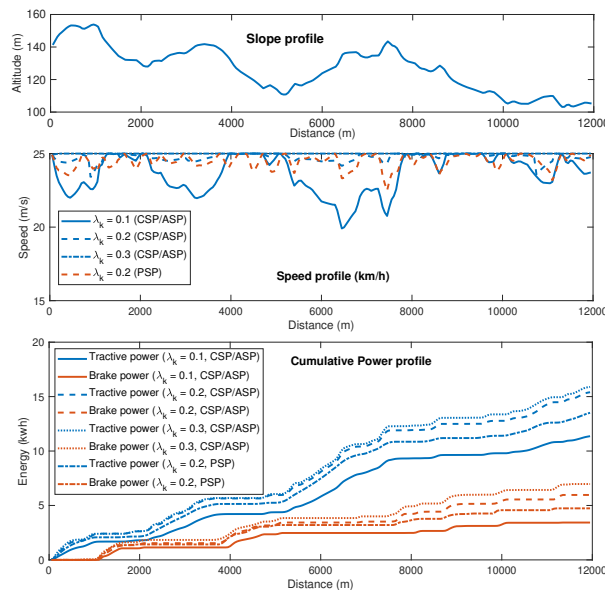 Slope profile
Altitude (m)
160
140
120
100
0 2000 4000 6000 8000 10000 12000
Distance (m)
Speed (m/s)
25
20
15
λk = 0.1 (CSP/ASP)
λk = 0.2 (CSP/ASP)
λk = 0.3 (CSP/ASP)
λk = 0.2 (PSP)
Speed profile (km/h)
0 2000 4000 6000 8000 10000 12000
Distance (m)
Cumulative Power profile
Energy (kwh)
20
15
10
5
0
Tractive power (λk = 0.1, CSP/ASP)
Brake power (λk = 0.1, CSP/ASP)
Tractive power (λk = 0.2, CSP/ASP)
Brake power (λk = 0.2, CSP/ASP)
Tractive power (λk = 0.3, CSP/ASP)
Brake power (λk = 0.3, CSP/ASP)
Tractive power (λk = 0.2, PSP)
Brake power (λk = 0.2, PSP)
0 2000 4000 6000 8000 10000 12000
Distance (m)